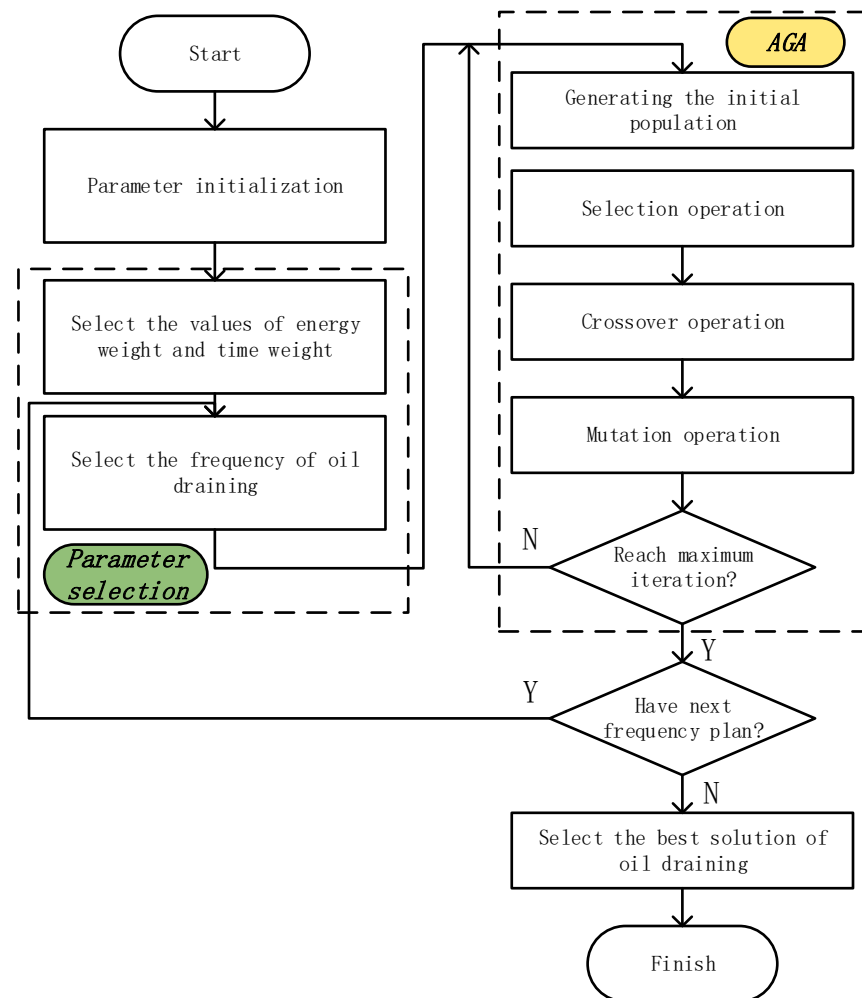 Start
Parameter initialization
Select the values of energy
weight and time weight
Select the frequency of oil
draining
Parameter
selection
AGA
Generating the initial
population
Selection operation
Crossover operation
Mutation operation
Reach maximum
iteration?
N
Y
Have next
frequency plan?
Y
N
Select the best solution of
oil draining
Finish